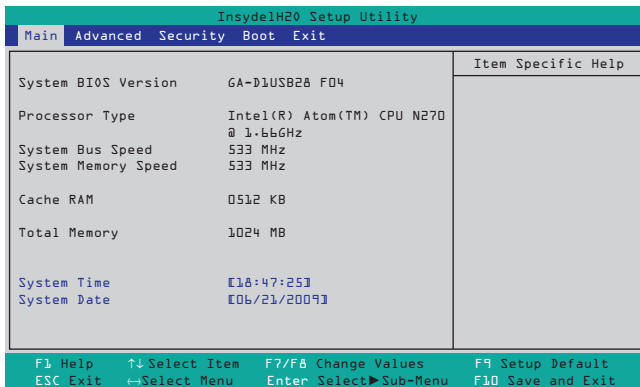 InsydelH20 Setup Utility
Main Advanced Security Boot Exit
Item Specific Help
System BIOS Version GA-D1USB28 F04
Processor Type Intel(R) Atom(TM) CPU N270
@ 1.66GHz
System Bus Speed 533 MHz
System Memory Speed 533 MHz
Cache RAM 0512 KB
Total Memory 1024 MB
System Time [18:47:25]
System Date [06/21/2009]
F1 Help ↑↓ Select Item F7/F8 Change Values F9 Setup Default
ESC Exit ↔Select Menu Enter Select►Sub-Menu F10 Save and Exit